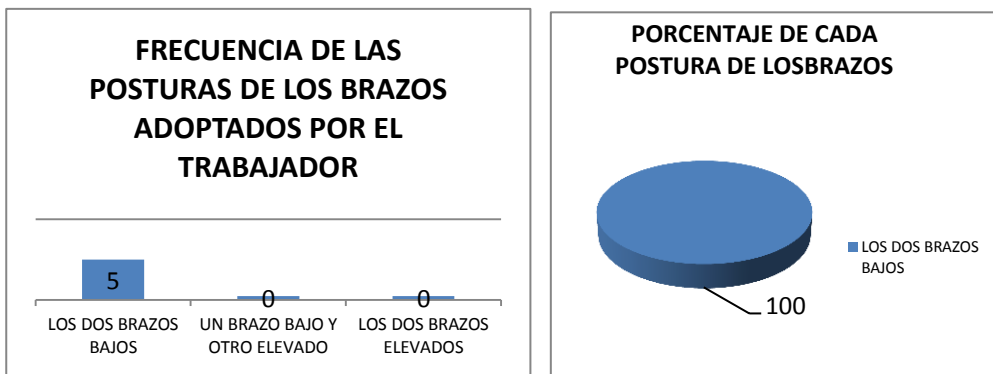 FRECUENCIA DE LAS
POSTURAS DE LOS BRAZOS
ADOPTADOS POR EL
TRABAJADOR
5
0
0
LOS DOS BRAZOS
BAJOS
UN BRAZO BAJO Y
OTRO ELEVADO
LOS DOS BRAZOS
ELEVADOS
PORCENTAJE DE CADA
POSTURA DE LOSBRAZOS
LOS DOS BRAZOS
BAJOS
100